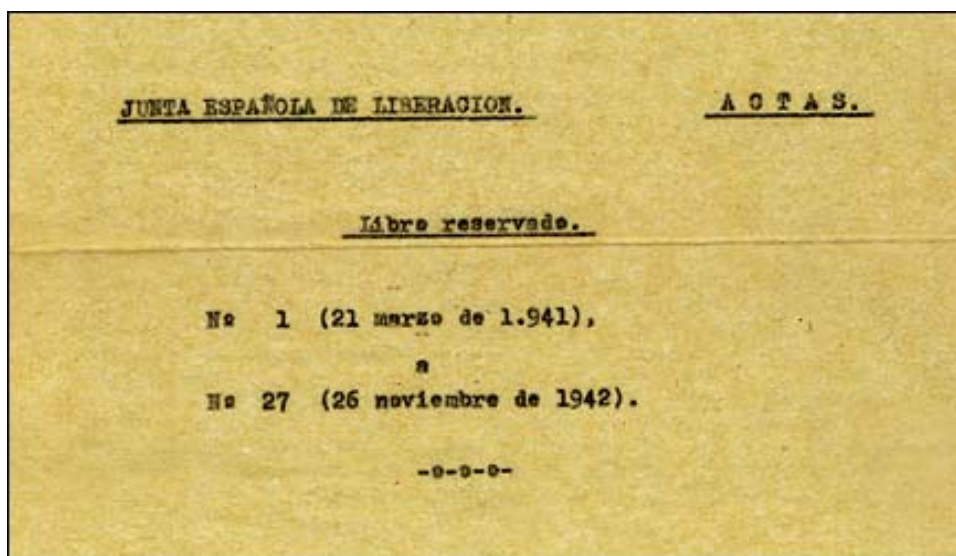 JUNTA ESPAÑOLA DE LIBERACION. ACTAS.
Libro reservado.
Nº 1 (21 marzo de 1.941),
a
Nº 27 (26 noviembre de 1942).
-o-o-o-